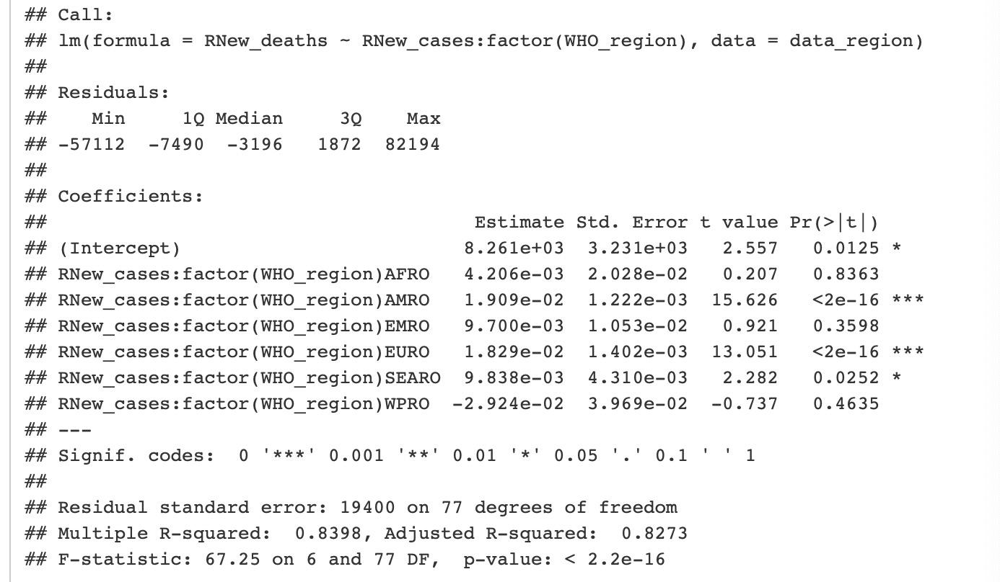 ## Call:
## lm(formula = RNew_deaths ~ RNew_cases:factor(WHO_region), data = data_region)
##
## Residuals:
##    Min     1Q Median     3Q    Max
## -57112  -7490  -3196   1872  82194
##
## Coefficients:
##                                      Estimate Std. Error t value Pr(>|t|)
## (Intercept)                         8.261e+03  3.231e+03   2.557   0.0125 *
## RNew_cases:factor(WHO_region)AFRO   4.206e-03  2.028e-02   0.207   0.8363
## RNew_cases:factor(WHO_region)AMRO   1.909e-02  1.222e-03  15.626   <2e-16 ***
## RNew_cases:factor(WHO_region)EMRO   9.700e-03  1.053e-02   0.921   0.3598
## RNew_cases:factor(WHO_region)EURO   1.829e-02  1.402e-03  13.051   <2e-16 ***
## RNew_cases:factor(WHO_region)SEARO  9.838e-03  4.310e-03   2.282   0.0252 *
## RNew_cases:factor(WHO_region)WPRO  -2.924e-02  3.969e-02  -0.737   0.4635
## ---
## Signif. codes:  0 '***' 0.001 '**' 0.01 '*' 0.05 '.' 0.1 ' ' 1
##
## Residual standard error: 19400 on 77 degrees of freedom
## Multiple R-squared:  0.8398, Adjusted R-squared:  0.8273
## F-statistic: 67.25 on 6 and 77 DF,  p-value: < 2.2e-16